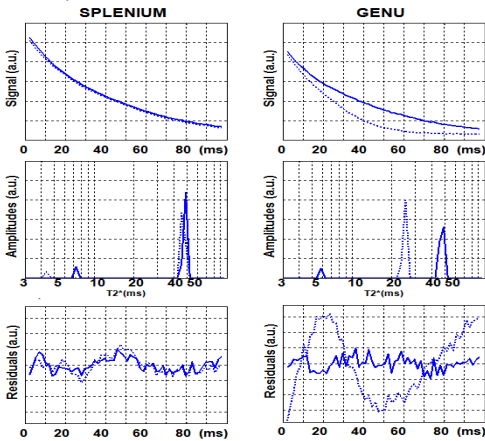 SPLENIUM
GENU
Signal (a.u.)
0 20 40 60 80 (ms)
Signal (a.u.)
0 20 40 60 80 (ms)
Amplitudes (a.u.)
3 5 10 20 40 50
T2*(ms)
Amplitudes (a.u.)
3 5 10 20 40 50
T2*(ms)
Residuals (a.u.)
0 20 40 60 80 (ms)
Residuals (a.u.)
0 20 40 60 80 (ms)